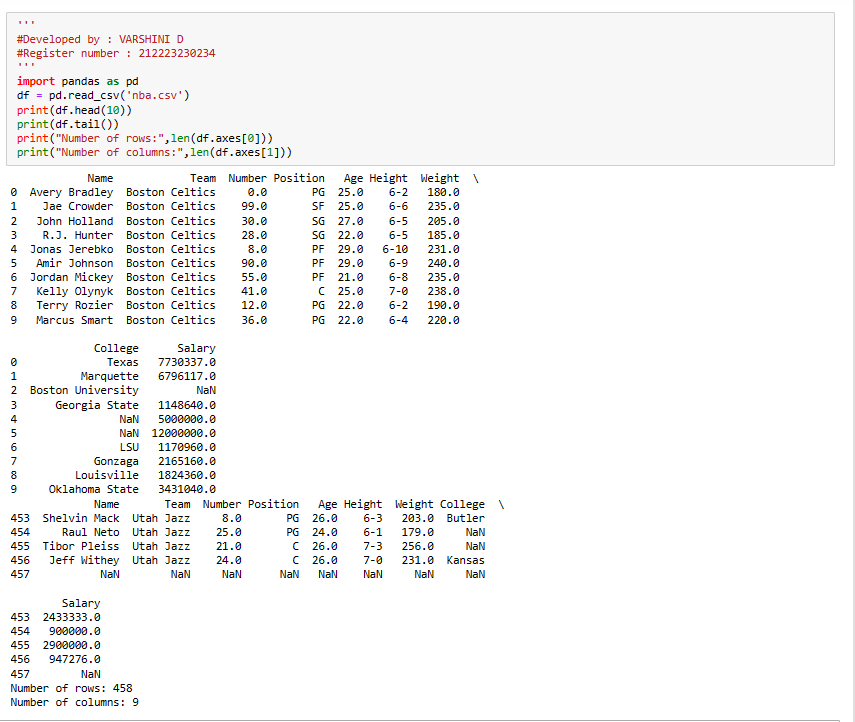 '''
#Developed by : VARSHINI D
#Register number : 212223230234
'''
import pandas as pd
df = pd.read_csv('nba.csv')
print(df.head(10))
print(df.tail())
print("Number of rows:",len(df.axes[0]))
print("Number of columns:",len(df.axes[1]))
Name Team Number Position Age Height Weight \
0 Avery Bradley Boston Celtics 0.0 PG 25.0 6-2 180.0
1 Jae Crowder Boston Celtics 99.0 SF 25.0 6-6 235.0
2 John Holland Boston Celtics 30.0 SG 27.0 6-5 205.0
3 R.J. Hunter Boston Celtics 28.0 SG 22.0 6-5 185.0
4 Jonas Jerebko Boston Celtics 8.0 PF 29.0 6-10 231.0
5 Amir Johnson Boston Celtics 90.0 PF 29.0 6-9 240.0
6 Jordan Mickey Boston Celtics 55.0 PF 21.0 6-8 235.0
7 Kelly Olynyk Boston Celtics 41.0 C 25.0 7-0 238.0
8 Terry Rozier Boston Celtics 12.0 PG 22.0 6-2 190.0
9 Marcus Smart Boston Celtics 36.0 PG 22.0 6-4 220.0
College Salary
0 Texas 7730337.0
1 Marquette 6796117.0
2 Boston University NaN
3 Georgia State 1148640.0
4 NaN 5000000.0
5 NaN 12000000.0
6 LSU 1170960.0
7 Gonzaga 2165160.0
8 Louisville 1824360.0
9 Oklahoma State 3431040.0
Name Team Number Position Age Height Weight College \
453 Shelvin Mack Utah Jazz 8.0 PG 26.0 6-3 203.0 Butler
454 Raul Neto Utah Jazz 25.0 PG 24.0 6-1 179.0 NaN
455 Tibor Pleiss Utah Jazz 21.0 C 26.0 7-3 256.0 NaN
456 Jeff Withey Utah Jazz 24.0 C 26.0 7-0 231.0 Kansas
457 NaN NaN NaN NaN NaN NaN NaN NaN
Salary
453 2433333.0
454 900000.0
455 2900000.0
456 947276.0
457 NaN
Number of rows: 458
Number of columns: 9